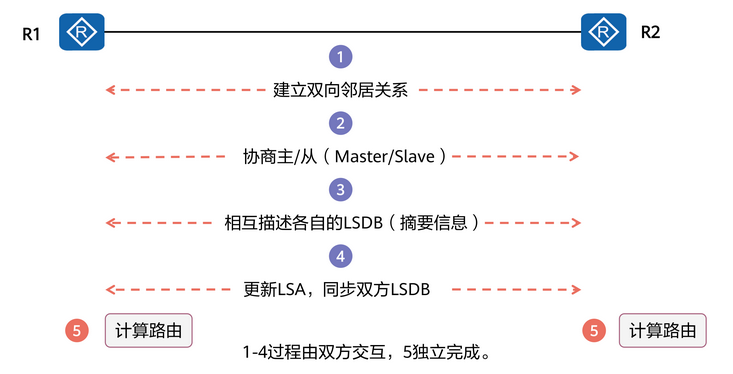 R1 R R R2
1
建立双向邻居关系
2
协商主/从（Master/Slave）
3
相互描述各自的LSDB（摘要信息）
4
更新LSA，同步双方LSDB
5 计算路由 5 计算路由
1-4过程由双方交互，5独立完成。